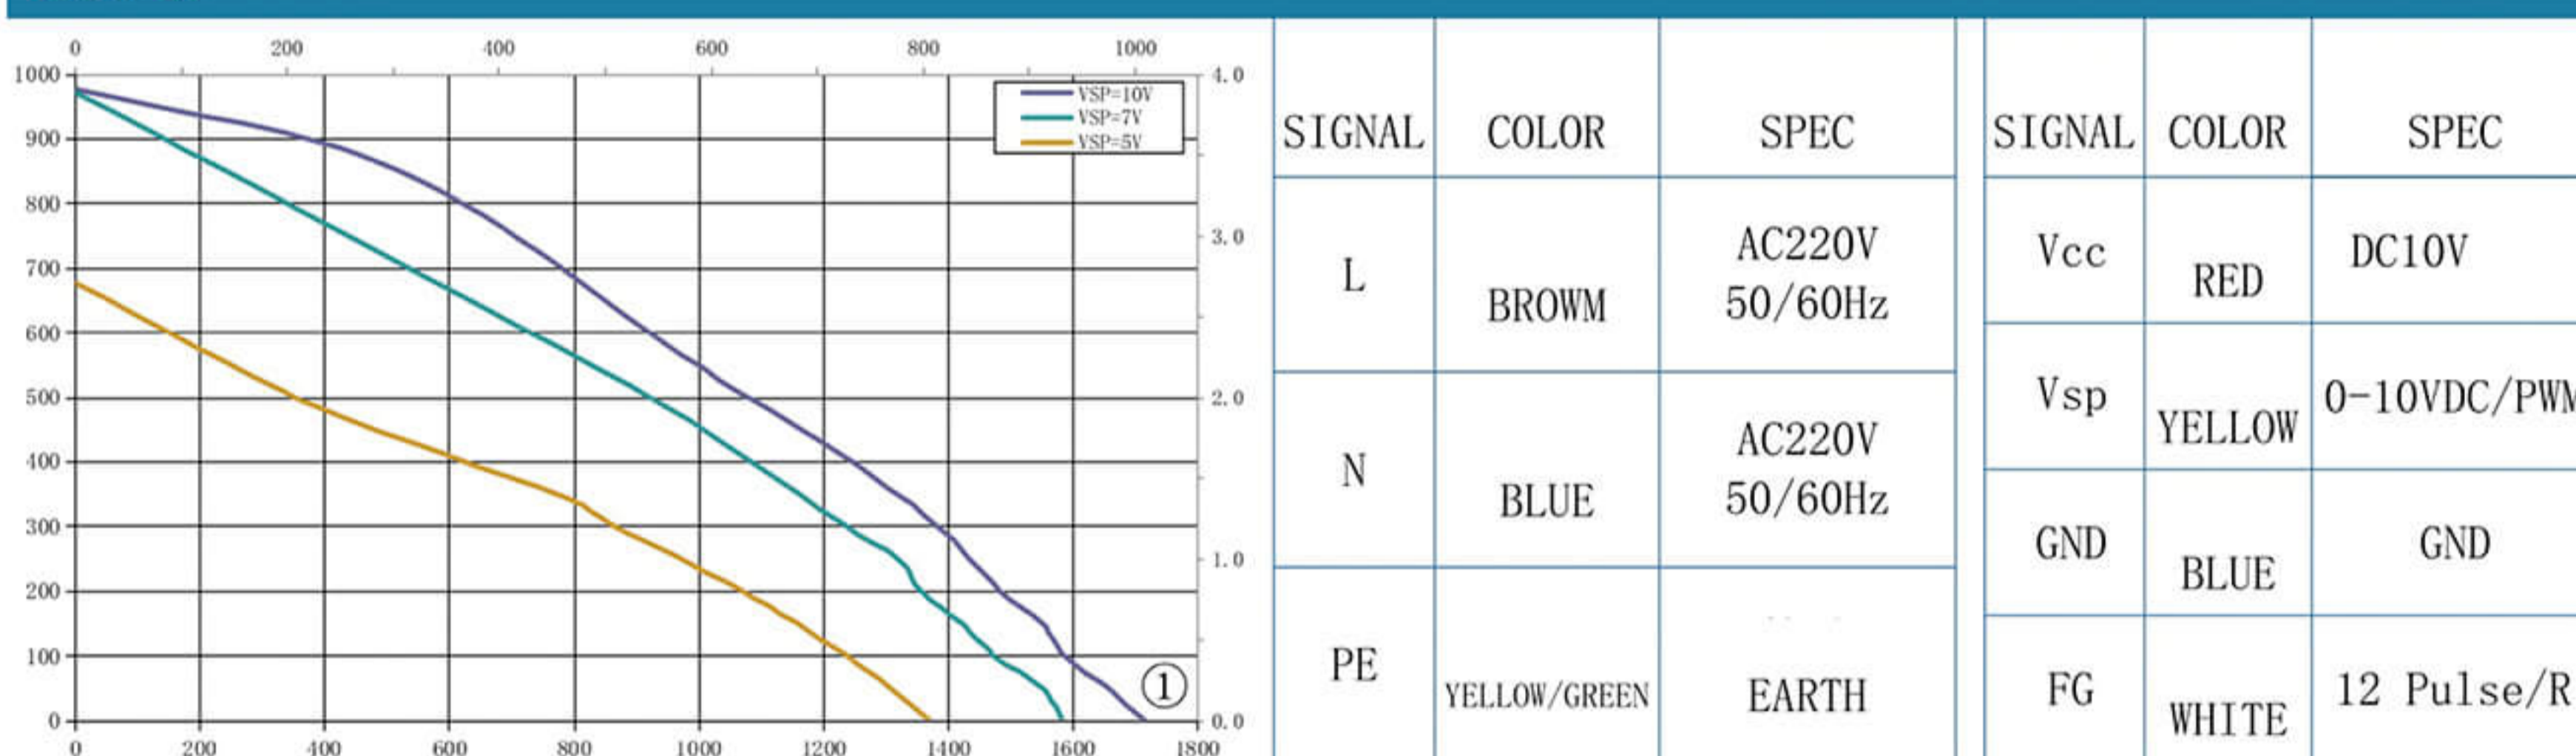 0 200 400 600 800 1000
1000
900
800
700
600
500
400
300
200
100
0
4.0
3.0
2.0
1.0
0.0
VSP=10V
VSP=7V
VSP=5V
①
0 200 400 600 800 1000 1200 1400 1600 1800
SIGNAL COLOR SPEC
L BROWM AC220V
50/60Hz
N BLUE AC220V
50/60Hz
PE YELLOW/GREEN EARTH
SIGNAL COLOR SPEC
Vcc RED DC10V
Vsp YELLOW 0-10VDC/PWM
GND BLUE GND
FG WHITE 12 Pulse/R